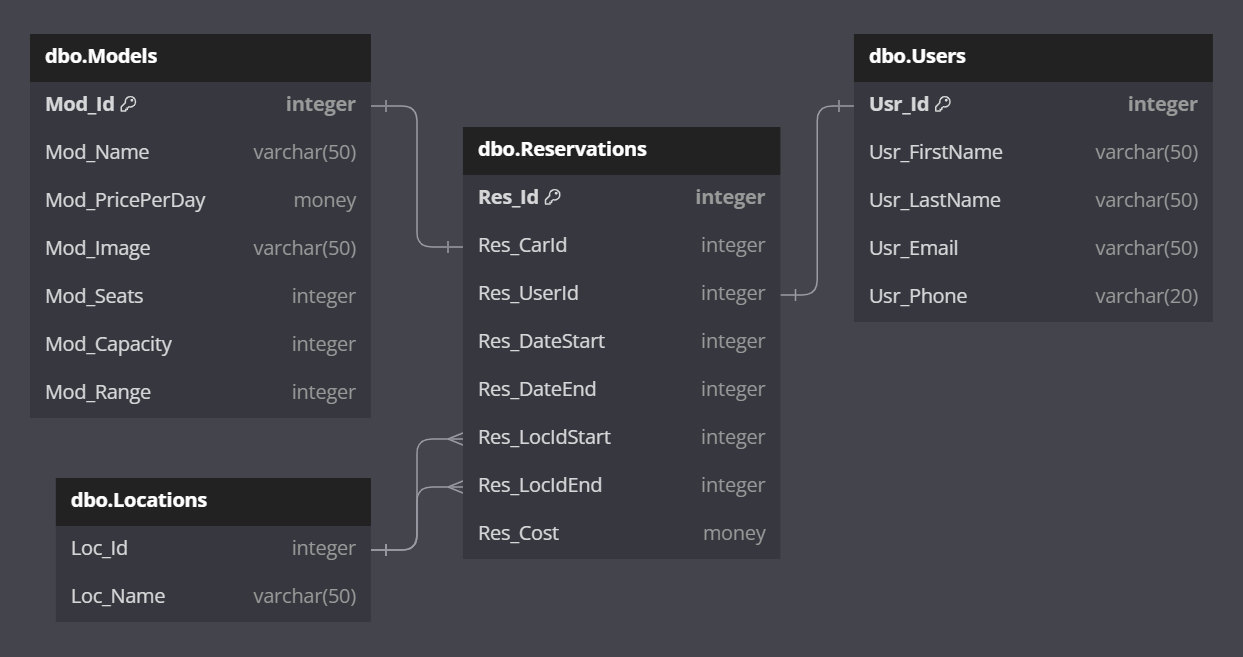 dbo.Models
Mod_Id integer
Mod_Name varchar(50)
Mod_PricePerDay money
Mod_Image varchar(50)
Mod_Seats integer
Mod_Capacity integer
Mod_Range integer
dbo.Locations
Loc_Id integer
Loc_Name varchar(50)
dbo.Reservations
Res_Id integer
Res_CarId integer
Res_UserId integer
Res_DateStart integer
Res_DateEnd integer
Res_LocIdStart integer
Res_LocIdEnd integer
Res_Cost money
dbo.Users
Usr_Id integer
Usr_FirstName varchar(50)
Usr_LastName varchar(50)
Usr_Email varchar(50)
Usr_Phone varchar(20)